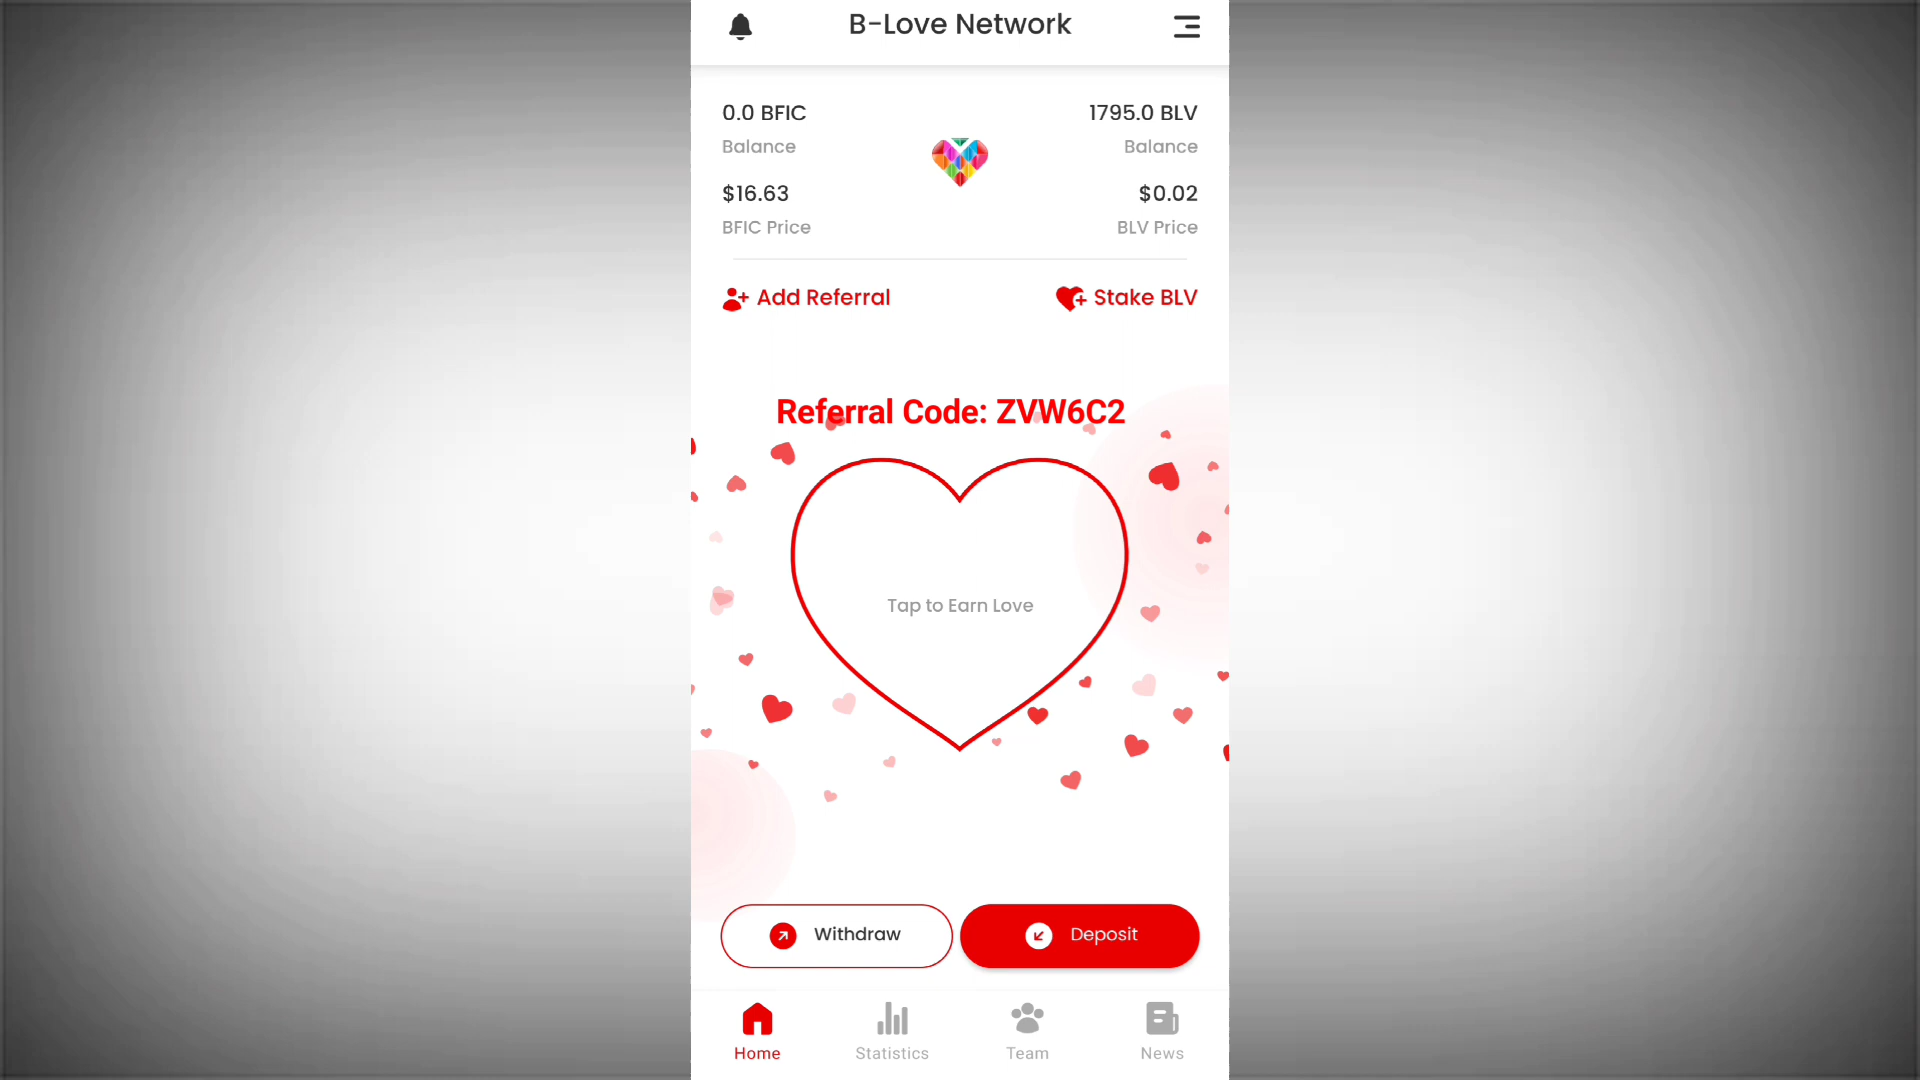 B-Love Network
0.0 BFIC
Balance
$16.63
BFIC Price
1795.0 BLV
Balance
$0.02
BLV Price
Add Referral
Stake BLV
Referral Code: ZVW6C2
Tap to Earn Love
Withdraw
Deposit
Home
Statistics
Team
News